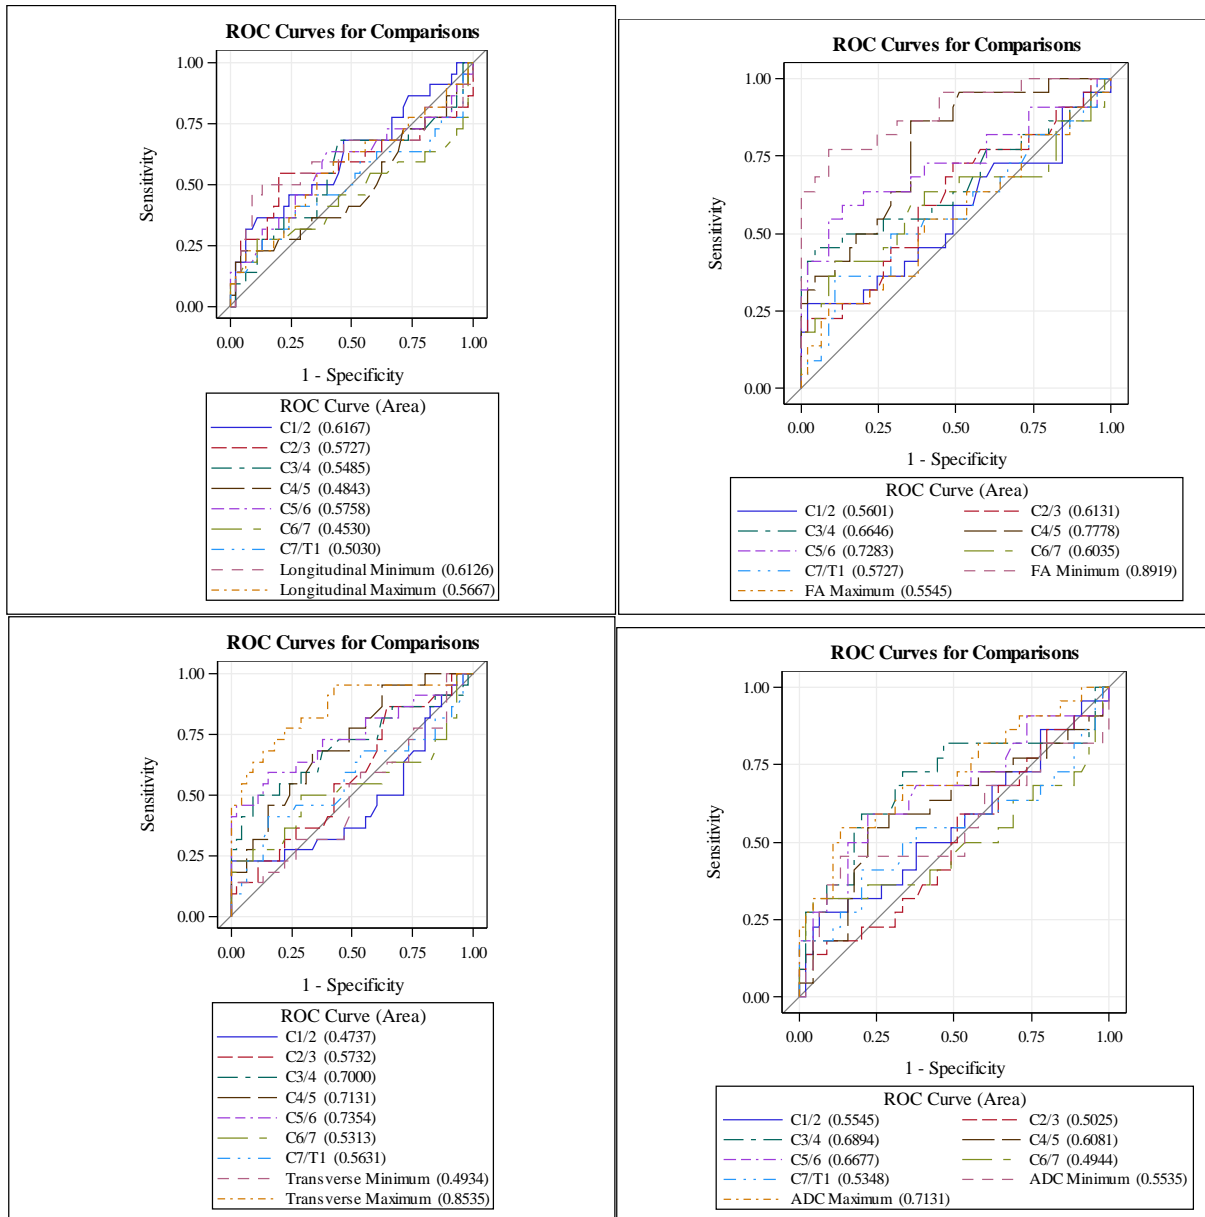 ROC Curves for Comparisons
1.00
0.75
0.50
0.25
0.00
Sensitivity
0.00 0.25 0.50 0.75 1.00
1 - Specificity
ROC Curve (Area)
C1/2 (0.6167)
C2/3 (0.5727)
C3/4 (0.5485)
C4/5 (0.4843)
C5/6 (0.5758)
C6/7 (0.4530)
C7/T1 (0.5030)
Longitudinal Minimum (0.6126)
Longitudinal Maximum (0.5667)
ROC Curves for Comparisons
1.00
0.75
0.50
0.25
0.00
Sensitivity
0.00 0.25 0.50 0.75 1.00
1 - Specificity
ROC Curve (Area)
C1/2 (0.5601) C2/3 (0.6131)
C3/4 (0.6646) C4/5 (0.7778)
C5/6 (0.7283) C6/7 (0.6035)
C7/T1 (0.5727) FA Minimum (0.8919)
FA Maximum (0.5545)
ROC Curves for Comparisons
1.00
0.75
0.50
0.25
0.00
Sensitivity
0.00 0.25 0.50 0.75 1.00
1 - Specificity
ROC Curve (Area)
C1/2 (0.4737)
C2/3 (0.5732)
C3/4 (0.7000)
C4/5 (0.7131)
C5/6 (0.7354)
C6/7 (0.5313)
C7/T1 (0.5631)
Transverse Minimum (0.4934)
Transverse Maximum (0.8535)
ROC Curves for Comparisons
1.00
0.75
0.50
0.25
0.00
Sensitivity
0.00 0.25 0.50 0.75 1.00
1 - Specificity
ROC Curve (Area)
C1/2 (0.5545) C2/3 (0.5025)
C3/4 (0.6894) C4/5 (0.6081)
C5/6 (0.6677) C6/7 (0.4944)
C7/T1 (0.5348) ADC Minimum (0.5535)
ADC Maximum (0.7131)